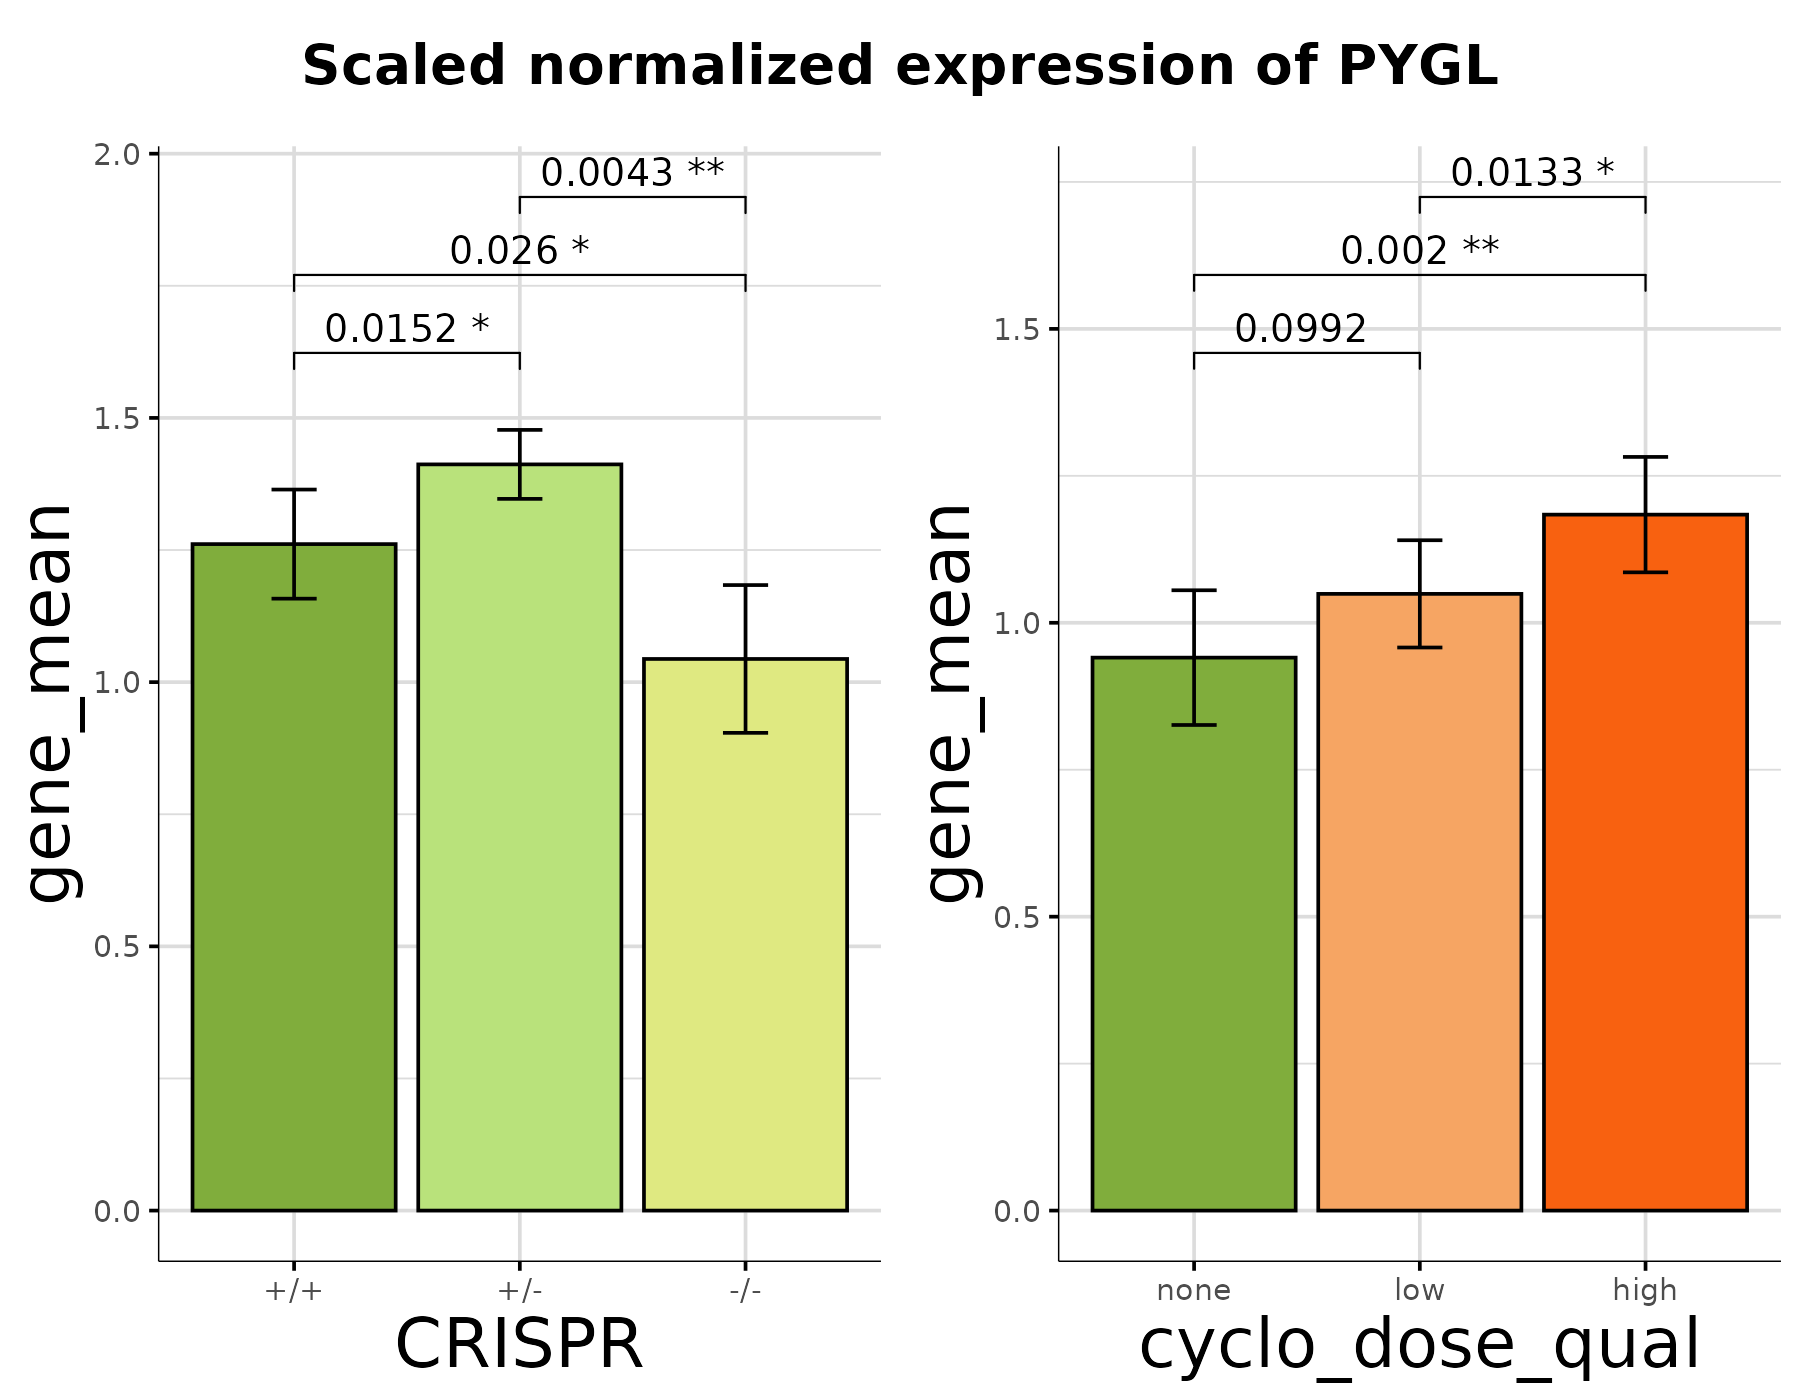 Scaled normalized expression of PYGL
gene_mean
2.0
1.5
1.0
0.5
0.0
0.0043 **
0.026 *
0.0152 *
+/+
+/-
-/-
CRISPR
gene_mean
1.5
1.0
0.5
0.0
0.0133 *
0.002 **
0.0992
none
low
high
cyclo_dose_qual